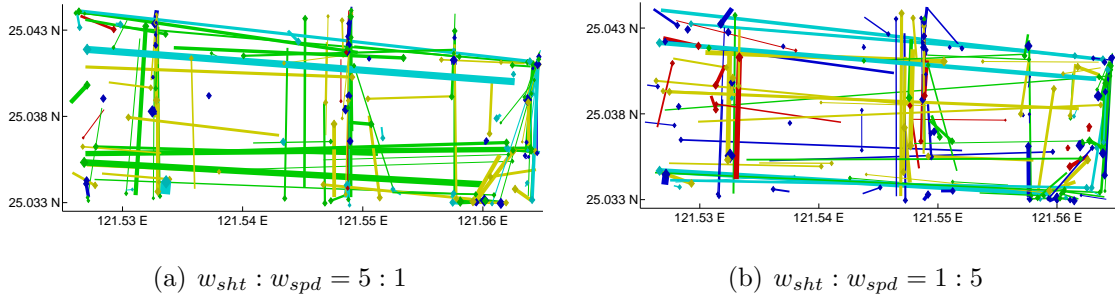 25.043 N
25.038 N
25.033 N
121.53 E 121.54 E 121.55 E 121.56 E
(a) w_sht : w_spd = 5 : 1
25.043 N
25.038 N
25.033 N
121.53 E 121.54 E 121.55 E 121.56 E
(b) w_sht : w_spd = 1 : 5